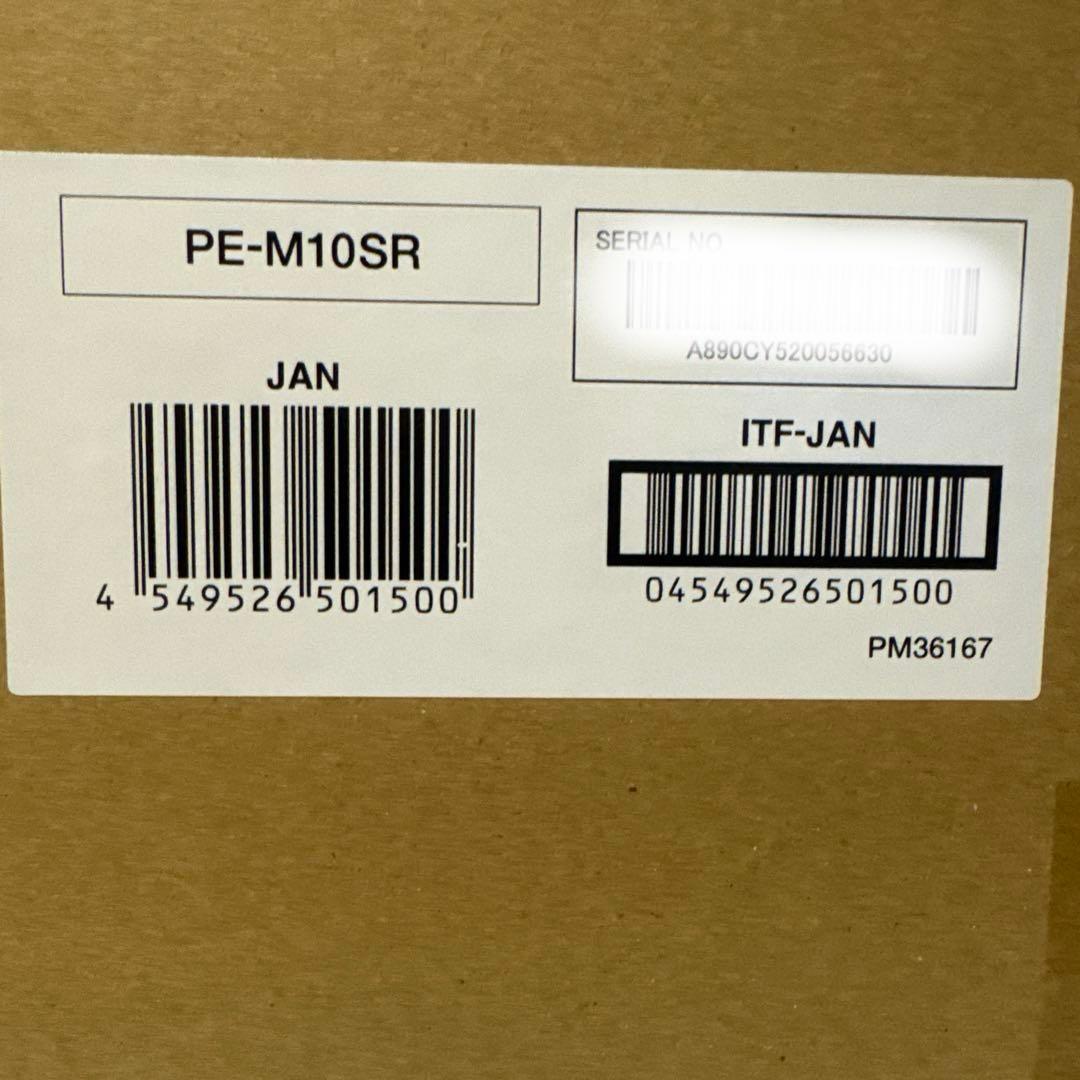 PE-M10SR
SERIAL NO
A890CY520056630
JAN
4 549526 501500
ITF-JAN
04549526501500
PM36167